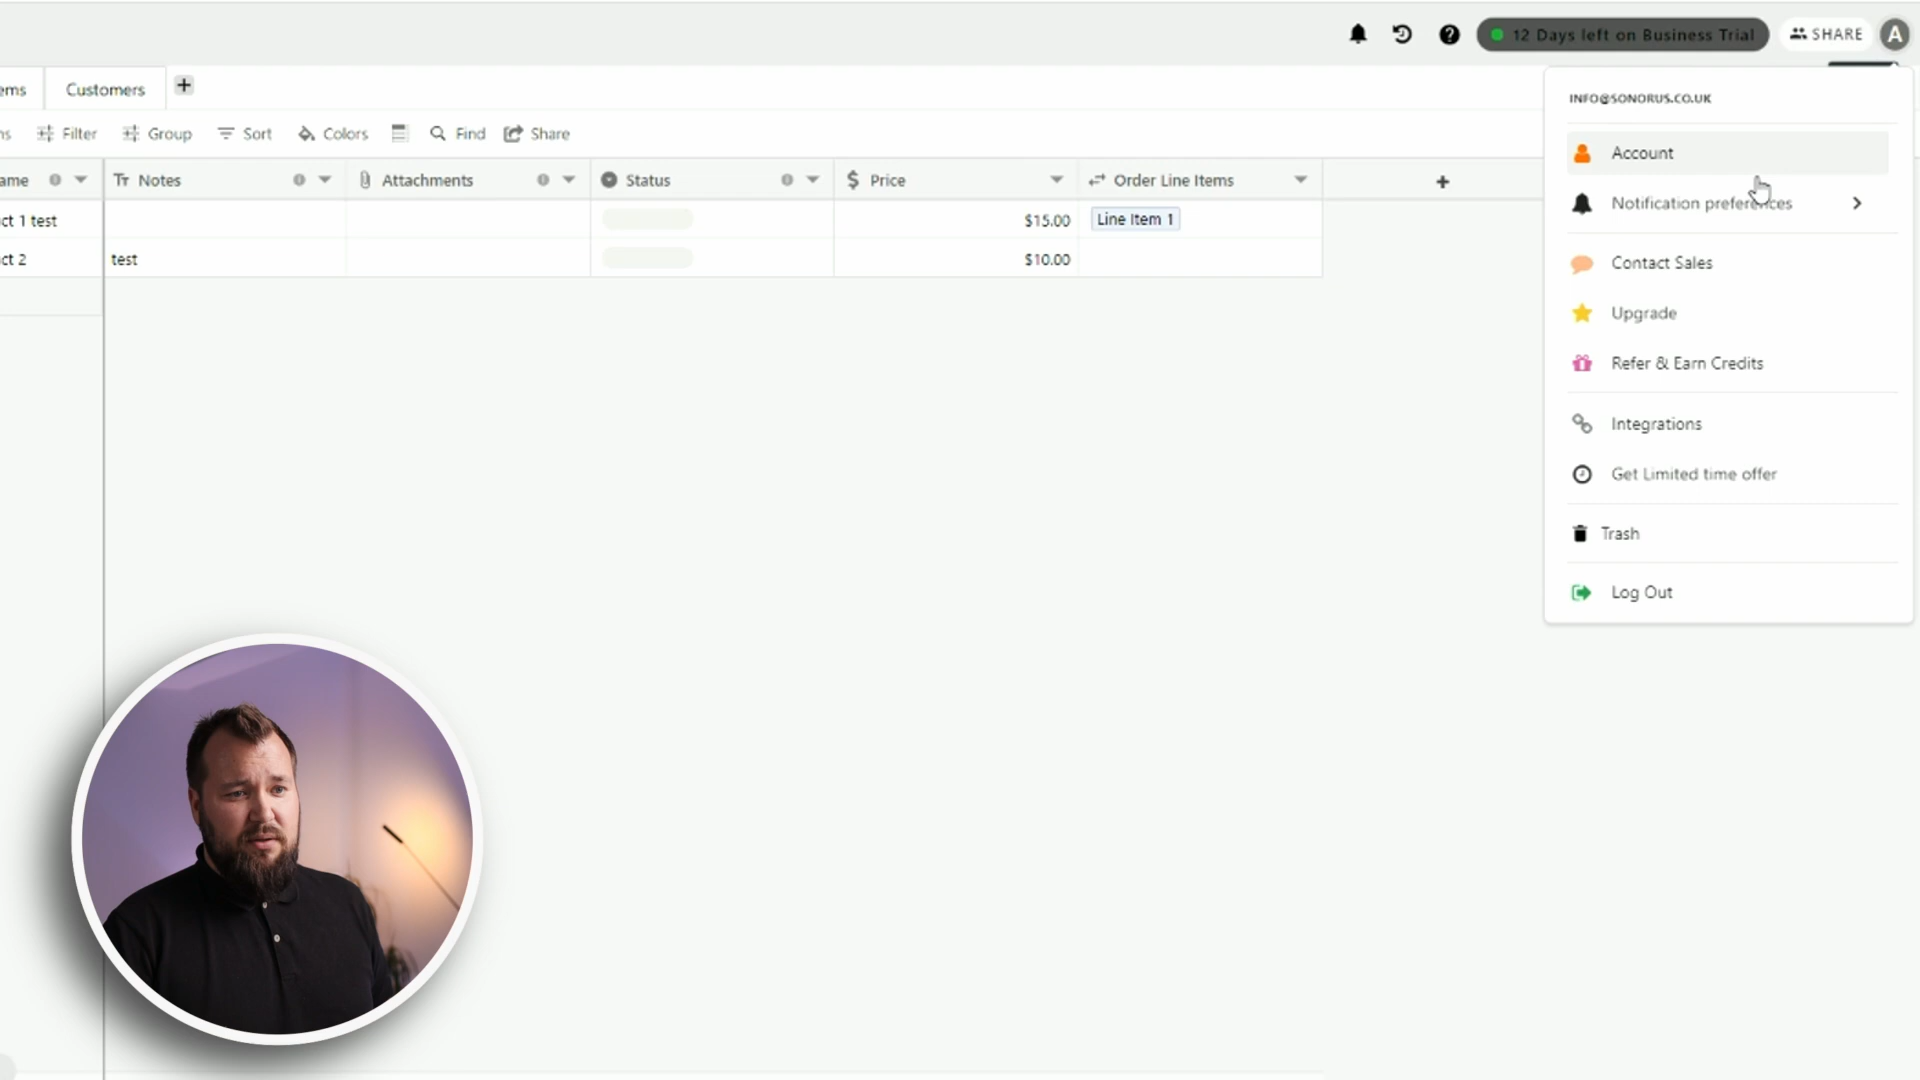 12 Days left on Business Trial
SHARE
A
ems
Customers
+
ns
Filter
Group
Sort
Colors
Find
Share
ame
Tr Notes
Attachments
Status
$ Price
Order Line Items
+
ct 1 test
$15.00
Line Item 1
ct 2
test
$10.00
INFO@SONORUS.CO.UK
Account
Notification preferences
Contact Sales
Upgrade
Refer & Earn Credits
Integrations
Get Limited time offer
Trash
Log Out